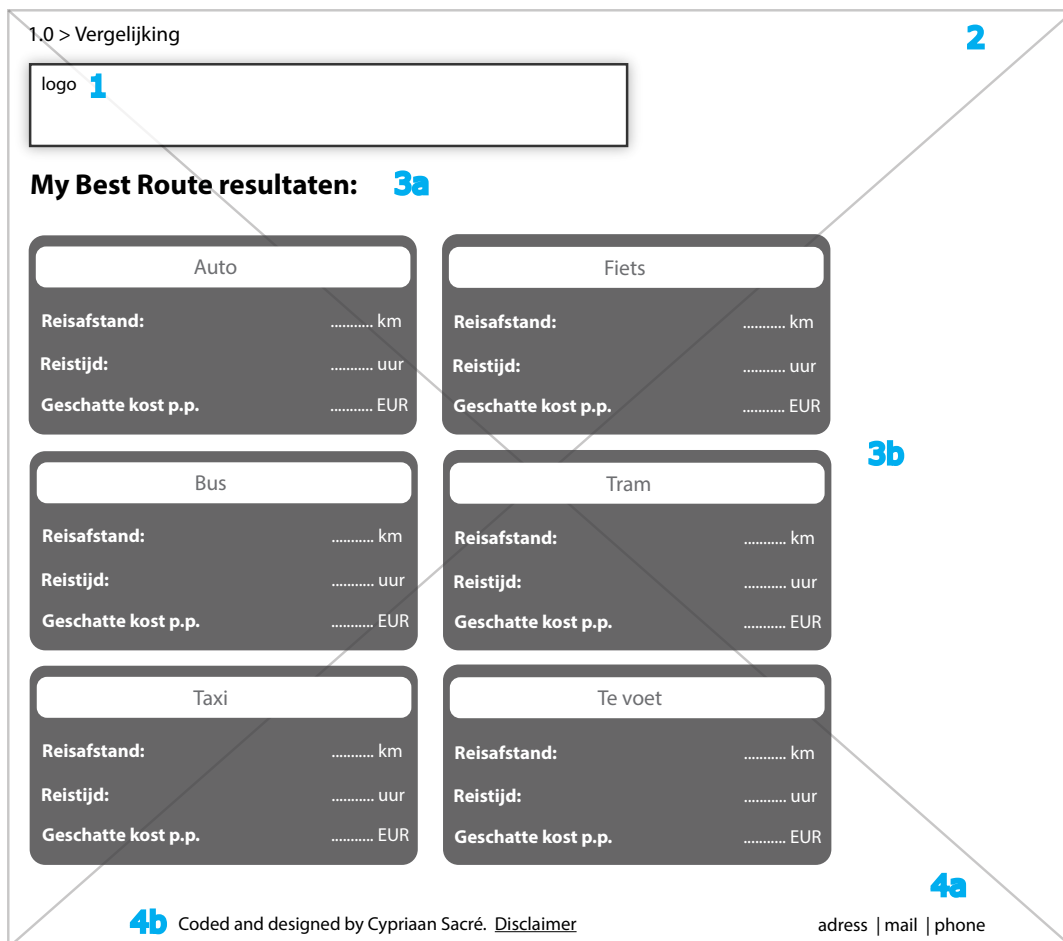 1.0 > Vergelijking
2
logo 1
My Best Route resultaten: 3a
Auto
Reisafstand: ........... km
Reistijd: ........... uur
Geschatte kost p.p. ........... EUR
Fiets
Reisafstand: ........... km
Reistijd: ........... uur
Geschatte kost p.p. ........... EUR
3b
Bus
Reisafstand: ........... km
Reistijd: ........... uur
Geschatte kost p.p. ........... EUR
Tram
Reisafstand: ........... km
Reistijd: ........... uur
Geschatte kost p.p. ........... EUR
Taxi
Reisafstand: ........... km
Reistijd: ........... uur
Geschatte kost p.p. ........... EUR
Te voet
Reisafstand: ........... km
Reistijd: ........... uur
Geschatte kost p.p. ........... EUR
4a
4b Coded and designed by Cypriaan Sacré. Disclaimer
adress | mail | phone